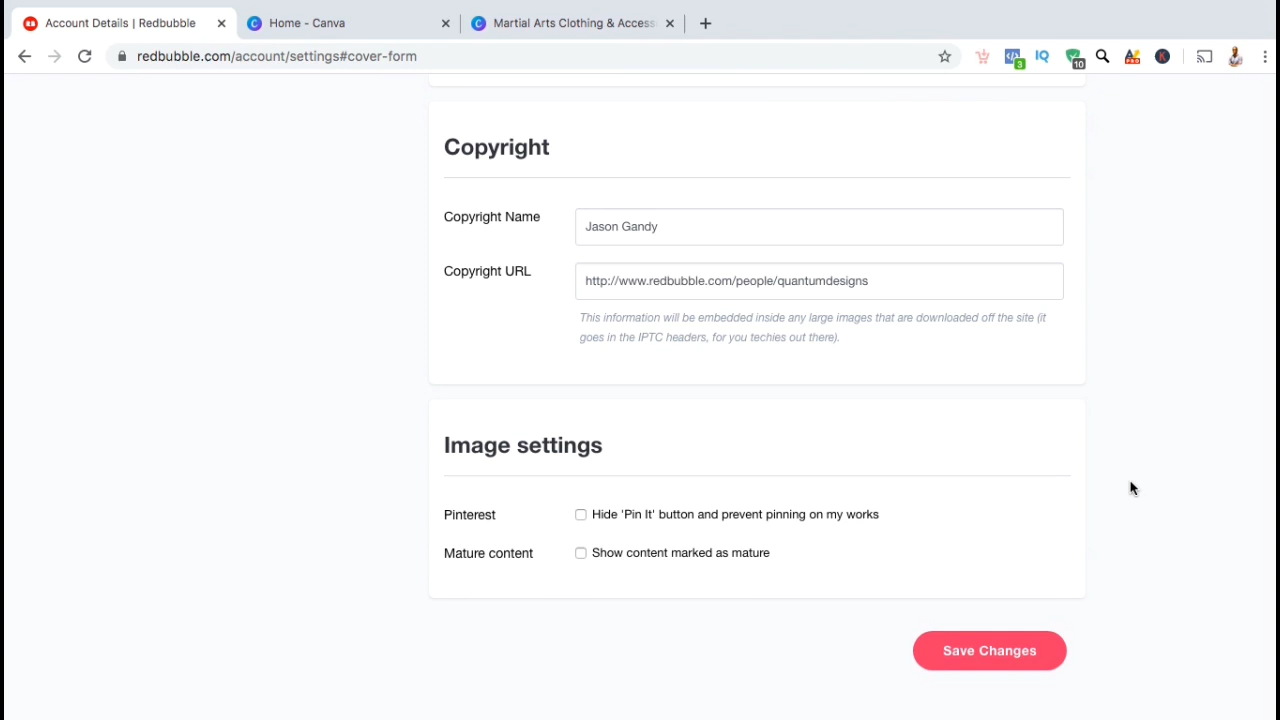 Account Details | Redbubble
Home - Canva
Martial Arts Clothing & Access
redbubble.com/account/settings#cover-form
3
IQ
10
PRO
K
Copyright
Copyright Name
Jason Gandy
Copyright URL
http://www.redbubble.com/people/quantumdesigns
This information will be embedded inside any large images that are downloaded off the site (it
goes in the IPTC headers, for you techies out there).
Image settings
Pinterest
Hide 'Pin It' button and prevent pinning on my works
Mature content
Show content marked as mature
Save Changes